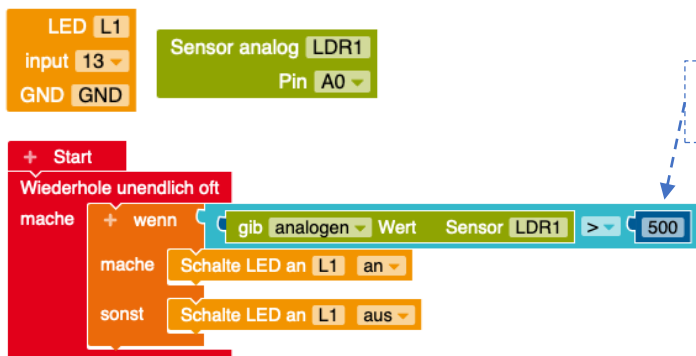 LED L1
input 13
GND GND
Sensor analog LDR1
Pin A0
+ Start
Wiederhole unendlich oft
mache + wenn gib analogen Wert Sensor LDR1 > 500
mache Schalte LED an L1 an
sonst Schalte LED an L1 aus